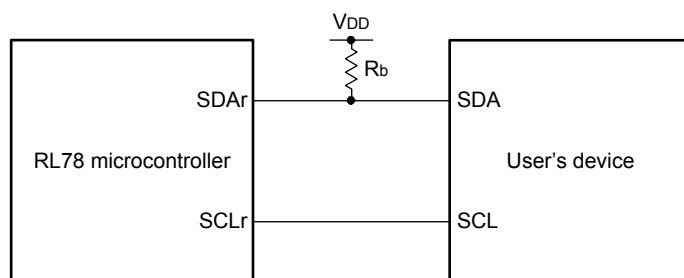 VDD
Rb
SDAr
SDA
RL78 microcontroller
User's device
SCLr
SCL